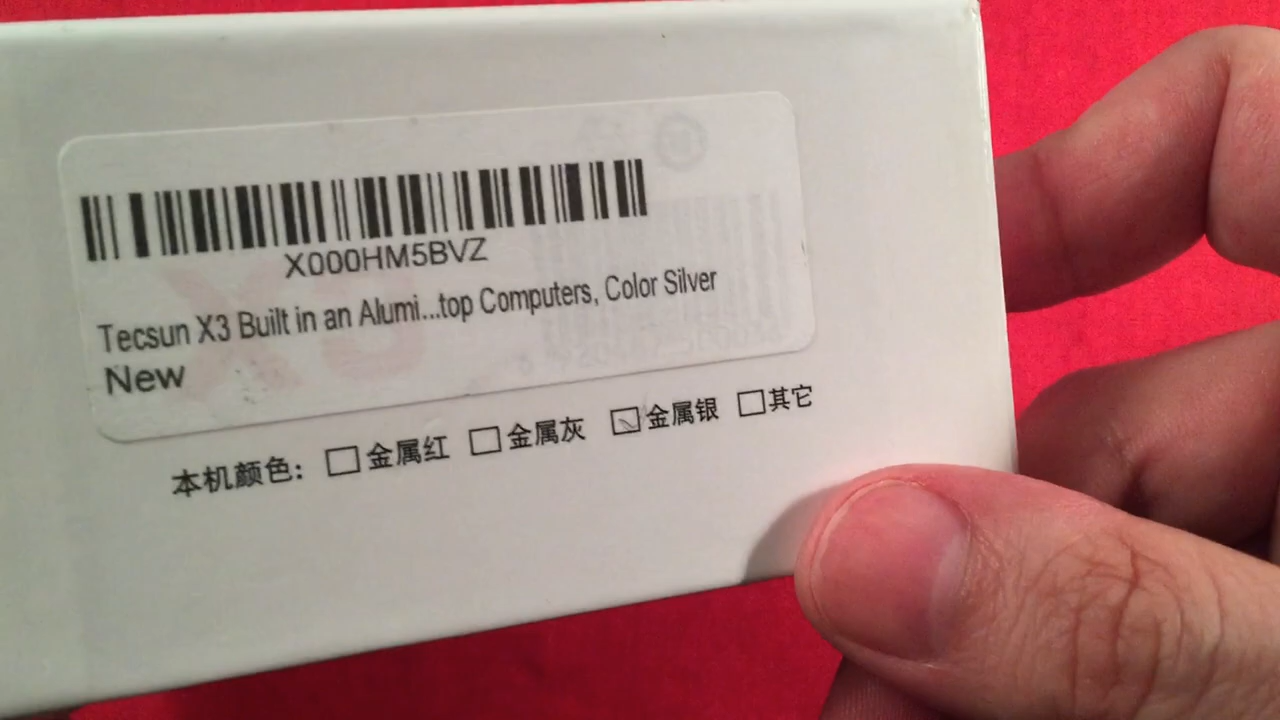 X000HM5BVZ
Tecsun X3 Built in an Alumi...top Computers, Color Silver
New
本机颜色: □金属红 □金属灰 ☑金属银 □其它
X3